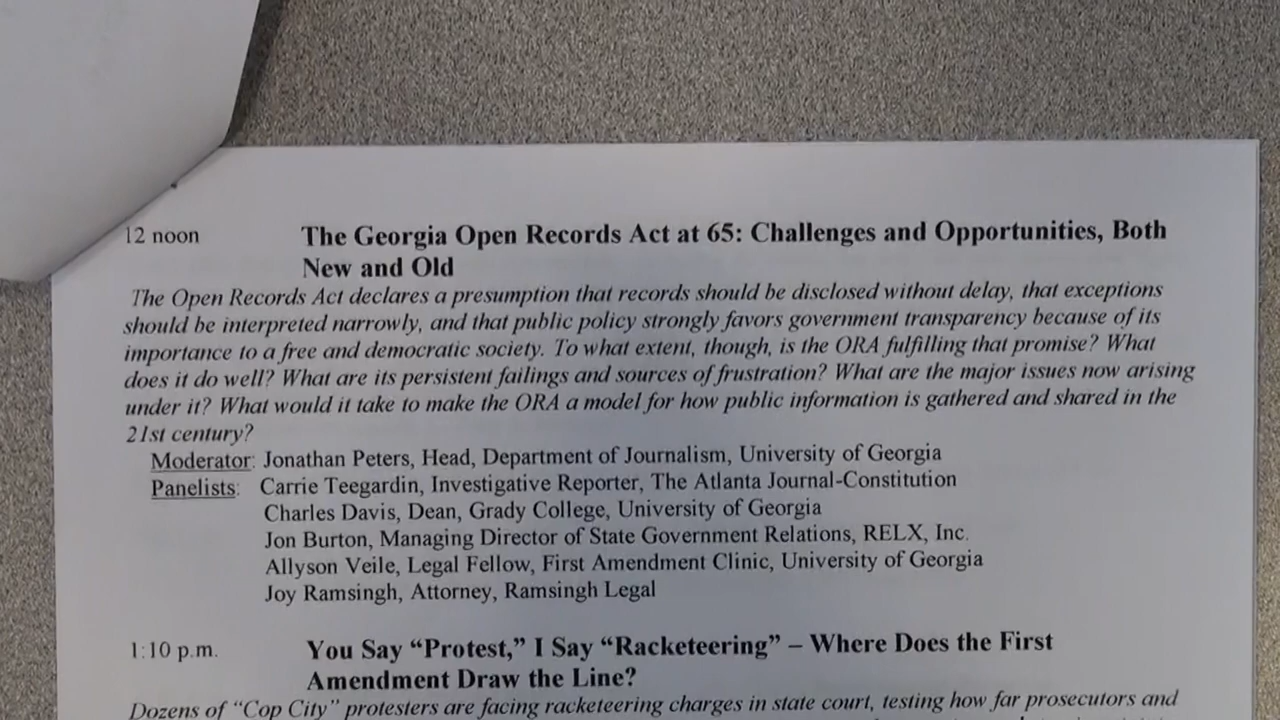 12 noon The Georgia Open Records Act at 65: Challenges and Opportunities, Both
New and Old
The Open Records Act declares a presumption that records should be disclosed without delay, that exceptions
should be interpreted narrowly, and that public policy strongly favors government transparency because of its
importance to a free and democratic society. To what extent, though, is the ORA fulfilling that promise? What
does it do well? What are its persistent failings and sources of frustration? What are the major issues now arising
under it? What would it take to make the ORA a model for how public information is gathered and shared in the
21st century?
Moderator: Jonathan Peters, Head, Department of Journalism, University of Georgia
Panelists: Carrie Teegardin, Investigative Reporter, The Atlanta Journal-Constitution
Charles Davis, Dean, Grady College, University of Georgia
Jon Burton, Managing Director of State Government Relations, RELX, Inc.
Allyson Veile, Legal Fellow, First Amendment Clinic, University of Georgia
Joy Ramsingh, Attorney, Ramsingh Legal
1:10 p.m. You Say “Protest,” I Say “Racketeering” – Where Does the First
Amendment Draw the Line?
Dozens of “Cop City” protesters are facing racketeering charges in state court, testing how far prosecutors and